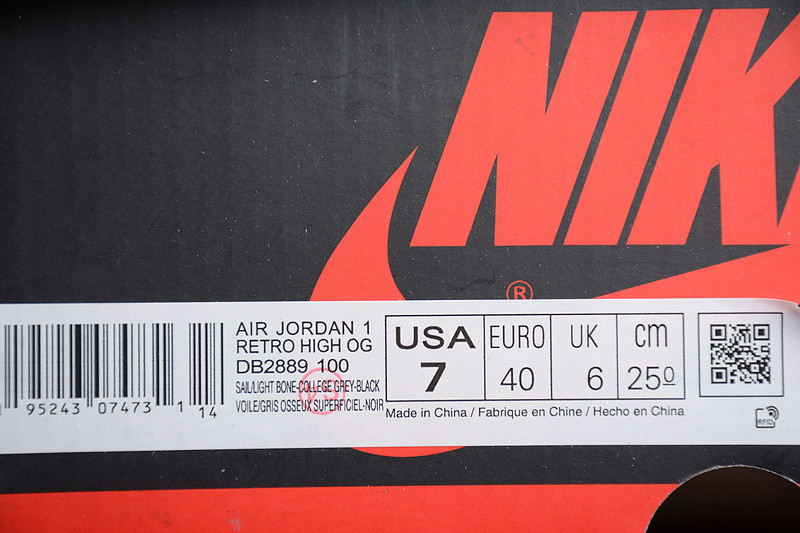 NIK
®
AIR JORDAN 1
RETRO HIGH OG
DB2889 100
SAIL/LIGHT BONE-COLLEGE GREY-BLACK
VOILE/GRIS OSSEUX SUPERFICIEL-NOIR
95243 07473 1 14
USA EURO UK cm
7 40 6 25º
Made in China / Fabrique en Chine / Hecho en China
RFID